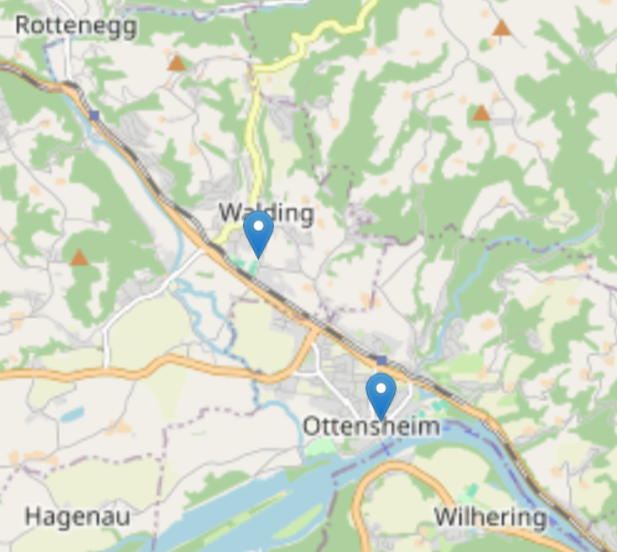 Rottenegg
Walding
Ottensheim
Hagenau
Wilhering